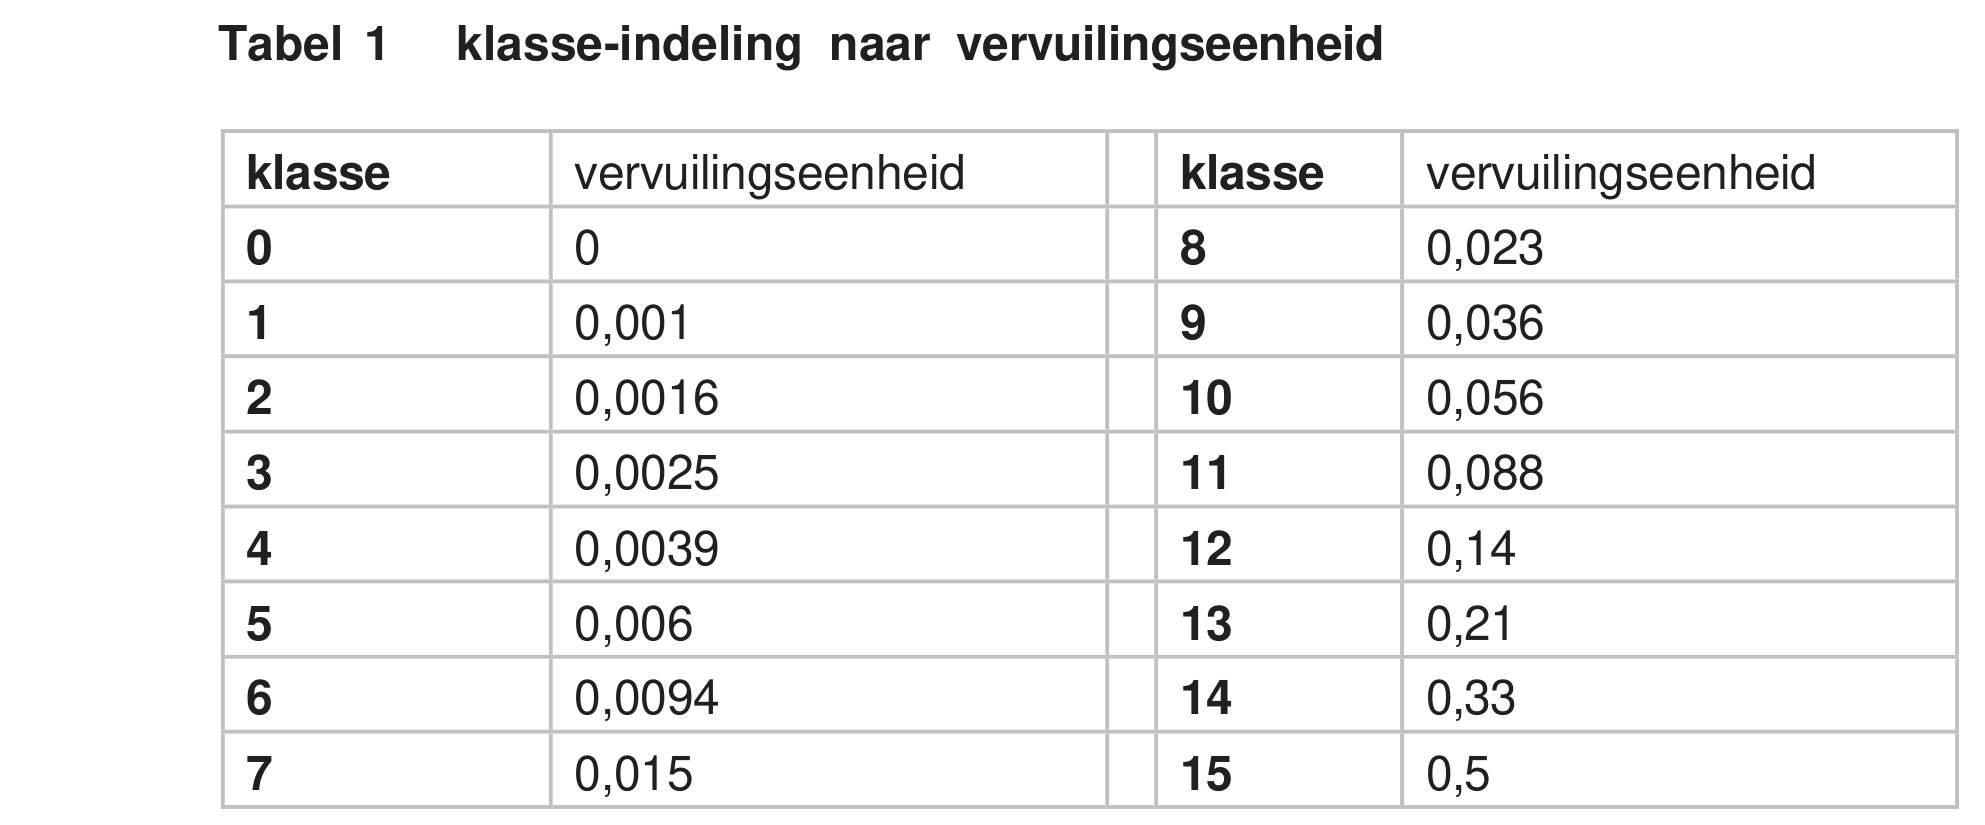 Tabel 1 klasse-indeling naar vervuilingseenheid
klasse vervuilingseenheid klasse vervuilingseenheid
0 0 8 0,023
1 0,001 9 0,036
2 0,0016 10 0,056
3 0,0025 11 0,088
4 0,0039 12 0,14
5 0,006 13 0,21
6 0,0094 14 0,33
7 0,015 15 0,5